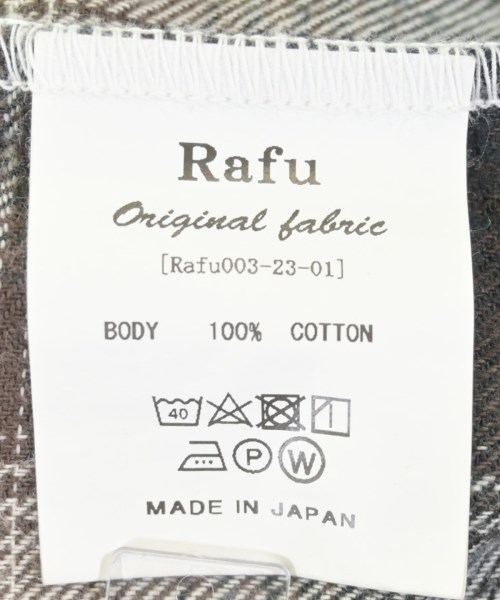 Rafu
Original fabric
[Rafu003-23-01]
BODY 100% COTTON
40
P W
MADE IN JAPAN